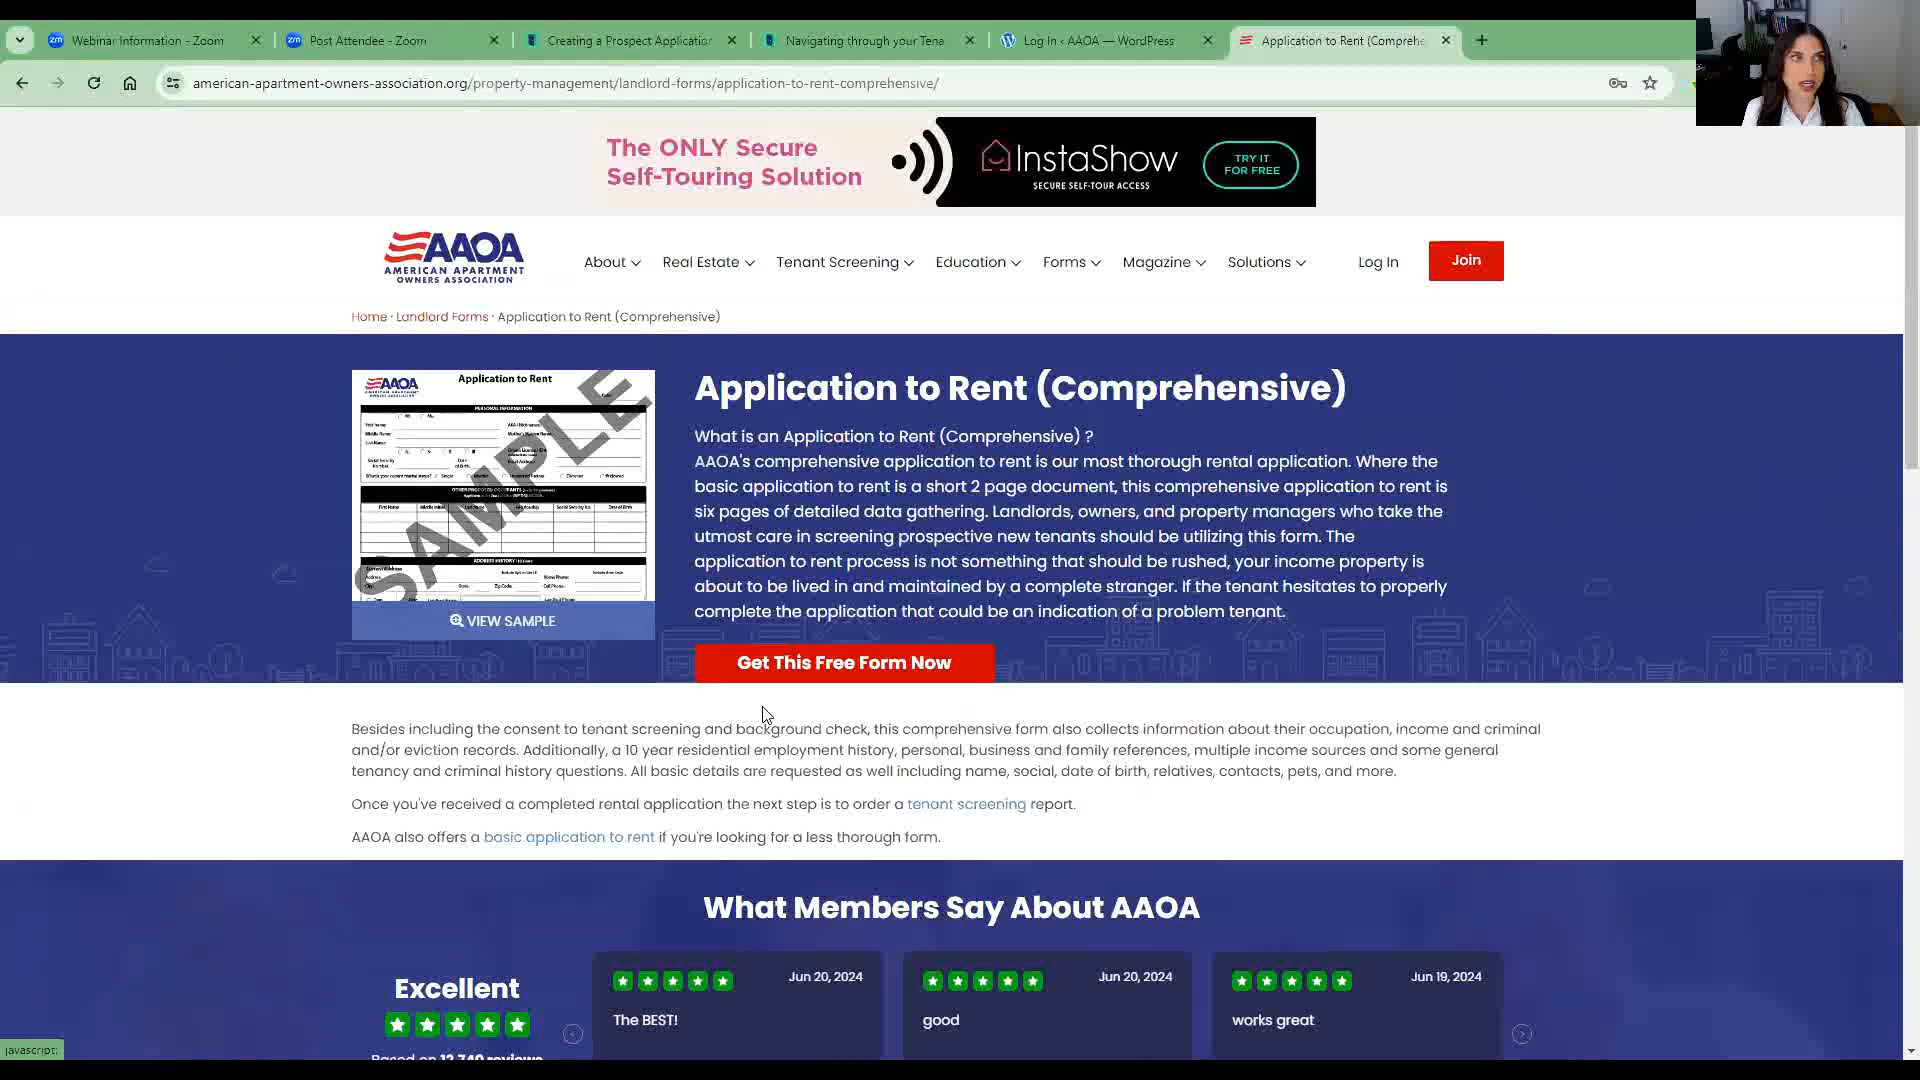 Webinar Information - Zoom
Post Attendee - Zoom
Creating a Prospect Application
Navigating through your Tena
Log In ‹ AAOA — WordPress
Application to Rent (Comprehe
american-apartment-owners-association.org/property-management/landlord-forms/application-to-rent-comprehensive/
The ONLY Secure
Self-Touring Solution
InstaShow
SECURE SELF-TOUR ACCESS
TRY IT
FOR FREE
AAOA
AMERICAN APARTMENT
OWNERS ASSOCIATION
About
Real Estate
Tenant Screening
Education
Forms
Magazine
Solutions
Log In
Join
Home · Landlord Forms · Application to Rent (Comprehensive)
AAOA
Application to Rent
PERSONAL INFORMATION
SAMPLE
VIEW SAMPLE
Application to Rent (Comprehensive)
What is an Application to Rent (Comprehensive) ?
AAOA's comprehensive application to rent is our most thorough rental application. Where the
basic application to rent is a short 2 page document, this comprehensive application to rent is
six pages of detailed data gathering. Landlords, owners, and property managers who take the
utmost care in screening prospective new tenants should be utilizing this form. The
application to rent process is not something that should be rushed, your income property is
about to be lived in and maintained by a complete stranger. If the tenant hesitates to properly
complete the application that could be an indication of a problem tenant.
Get This Free Form Now
Besides including the consent to tenant screening and background check, this comprehensive form also collects information about their occupation, income and criminal
and/or eviction records. Additionally, a 10 year residential employment history, personal, business and family references, multiple income sources and some general
tenancy and criminal history questions. All basic details are requested as well including name, social, date of birth, relatives, contacts, pets, and more.
Once you've received a completed rental application the next step is to order a tenant screening report.
AAOA also offers a basic application to rent if you're looking for a less thorough form.
What Members Say About AAOA
Excellent
Based on 12,740 reviews
Jun 20, 2024
The BEST!
Jun 20, 2024
good
Jun 19, 2024
works great
javascript: